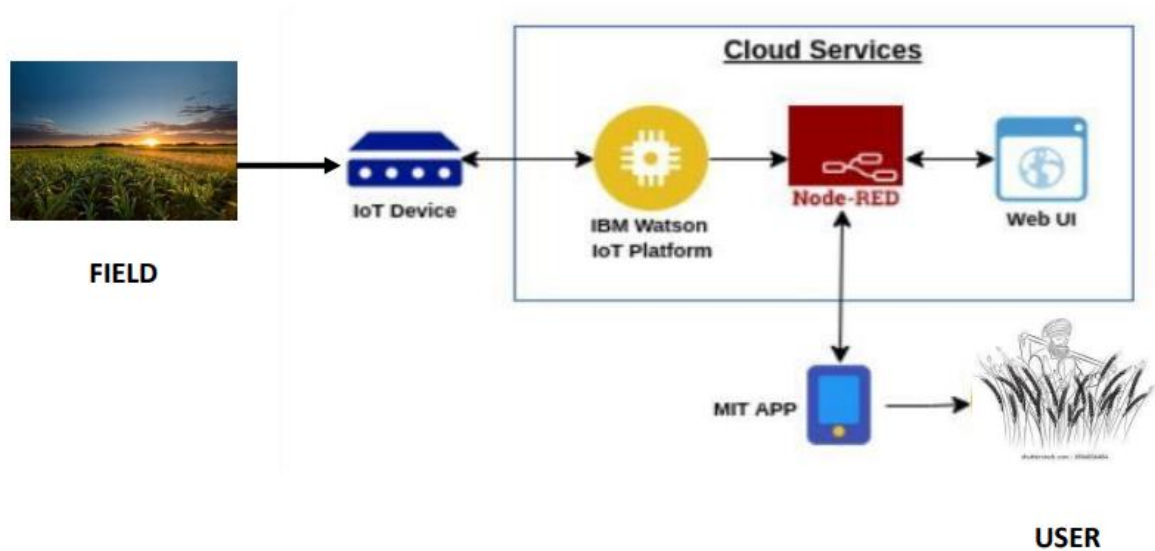 Cloud Services
IoT Device
IBM Watson
IoT Platform
Node-RED
Web UI
FIELD
MIT APP
USER